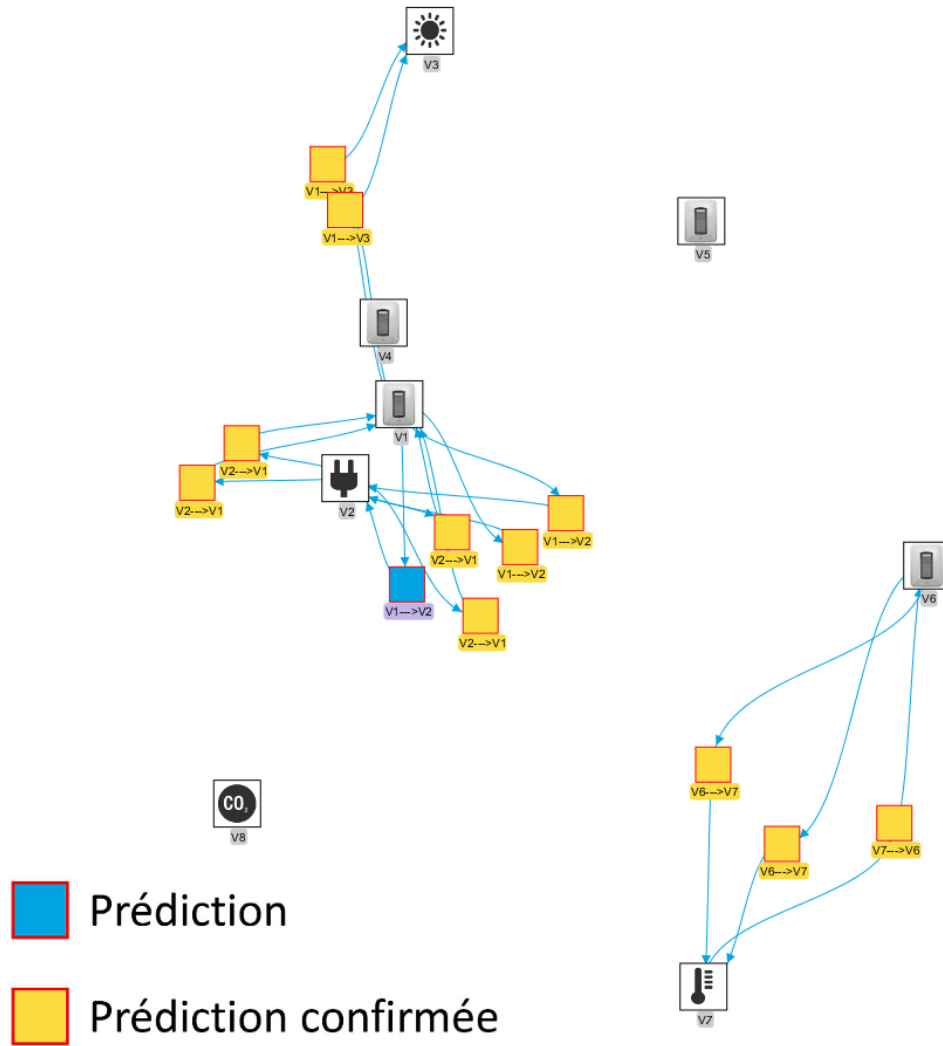 V3
V1--->V3
V1--->V3
V5
V4
V1
V2--->V1
V2--->V1
V2
V1--->V2
V2--->V1
V1--->V2
V1--->V2
V2--->V1
V6
V6--->V7
V7--->V6
V6--->V7
CO₂
V8
Prédiction
V7
Prédiction confirmée